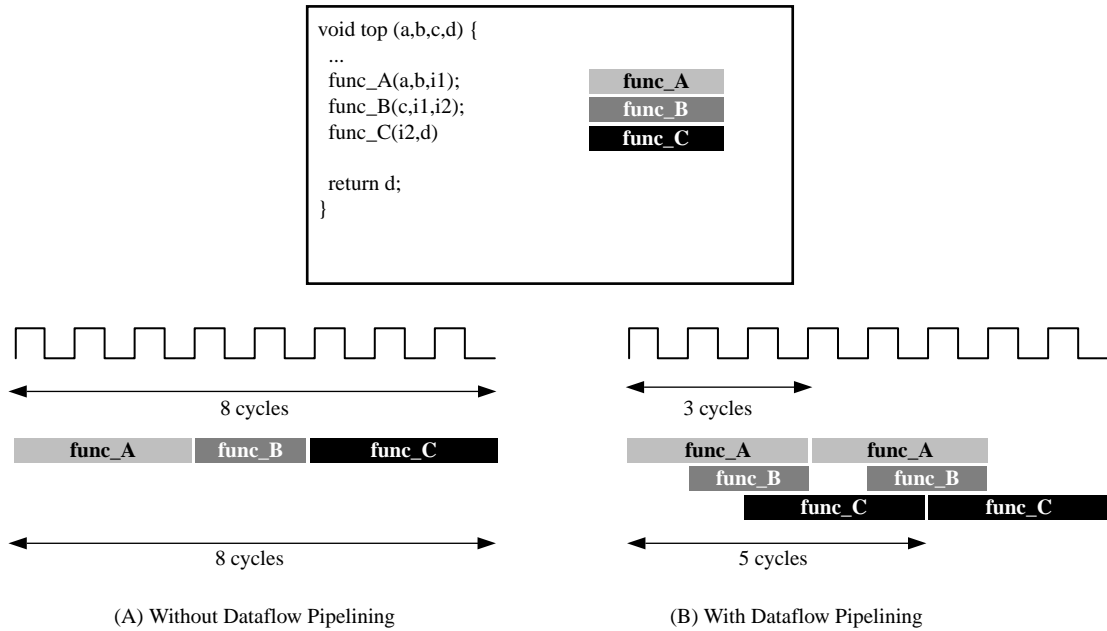 void top (a,b,c,d) {
...
func_A(a,b,i1);
func_B(c,i1,i2);
func_C(i2,d)
return d;
}
func_A
func_B
func_C
8 cycles
func_A func_B func_C
8 cycles
(A) Without Dataflow Pipelining
3 cycles
func_A func_A
func_B func_B
func_C func_C
5 cycles
(B) With Dataflow Pipelining